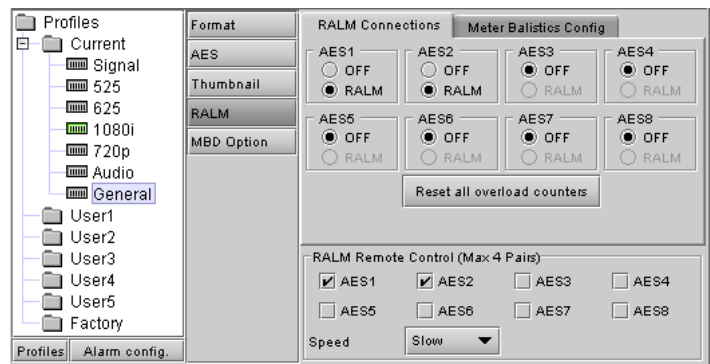 Profiles
Current
Signal
525
625
1080i
720p
Audio
General
User1
User2
User3
User4
User5
Factory
Profiles Alarm config.
Format
AES
Thumbnail
RALM
MBD Option
RALM Connections Meter Balistics Config
AES1 AES2 AES3 AES4
OFF OFF OFF OFF
RALM RALM RALM RALM
AES5 AES6 AES7 AES8
OFF OFF OFF OFF
RALM RALM RALM RALM
Reset all overload counters
RALM Remote Control (Max 4 Pairs)
AES1 AES2 AES3 AES4
AES5 AES6 AES7 AES8
Speed Slow